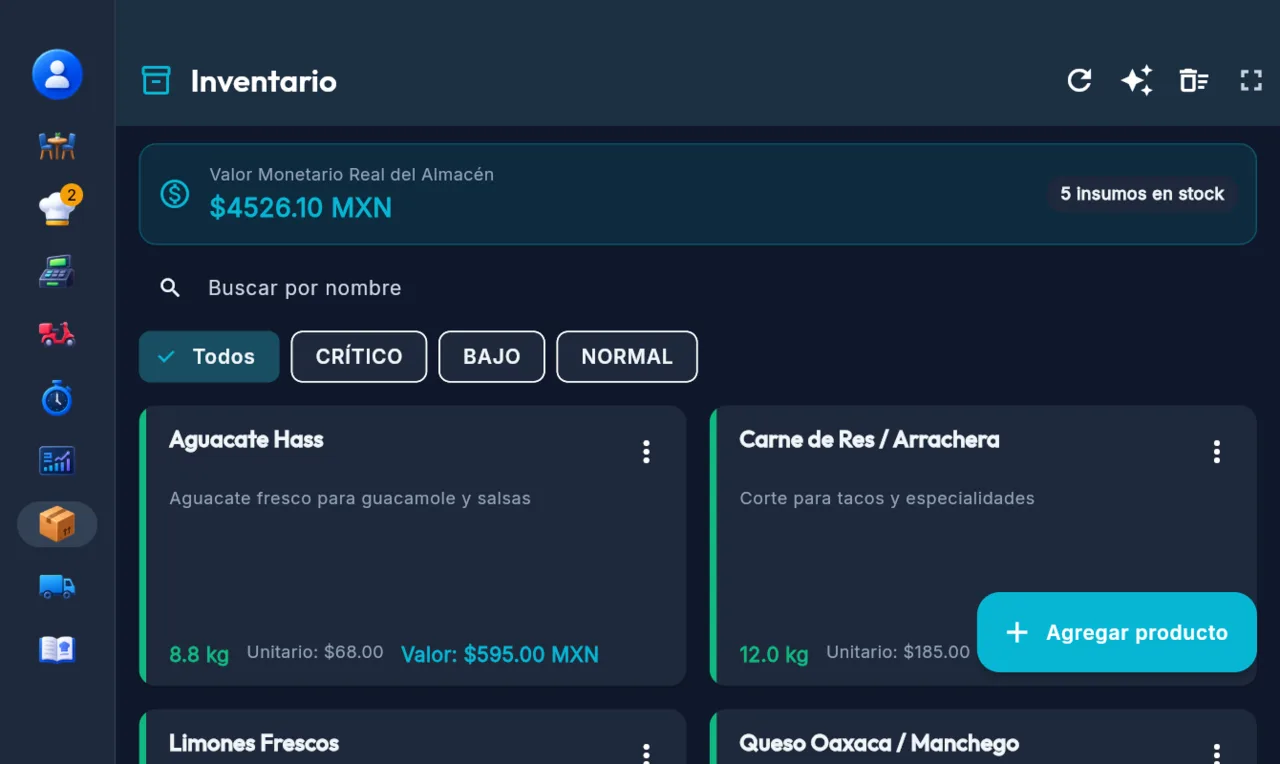 Inventario
2
Valor Monetario Real del Almacén
$4526.10 MXN
5 insumos en stock
Buscar por nombre
Todos
CRÍTICO
BAJO
NORMAL
Aguacate Hass
Aguacate fresco para guacamole y salsas
8.8 kg Unitario: $68.00 Valor: $595.00 MXN
Carne de Res / Arrachera
Corte para tacos y especialidades
12.0 kg Unitario: $185.00
Agregar producto
Limones Frescos
Queso Oaxaca / Manchego